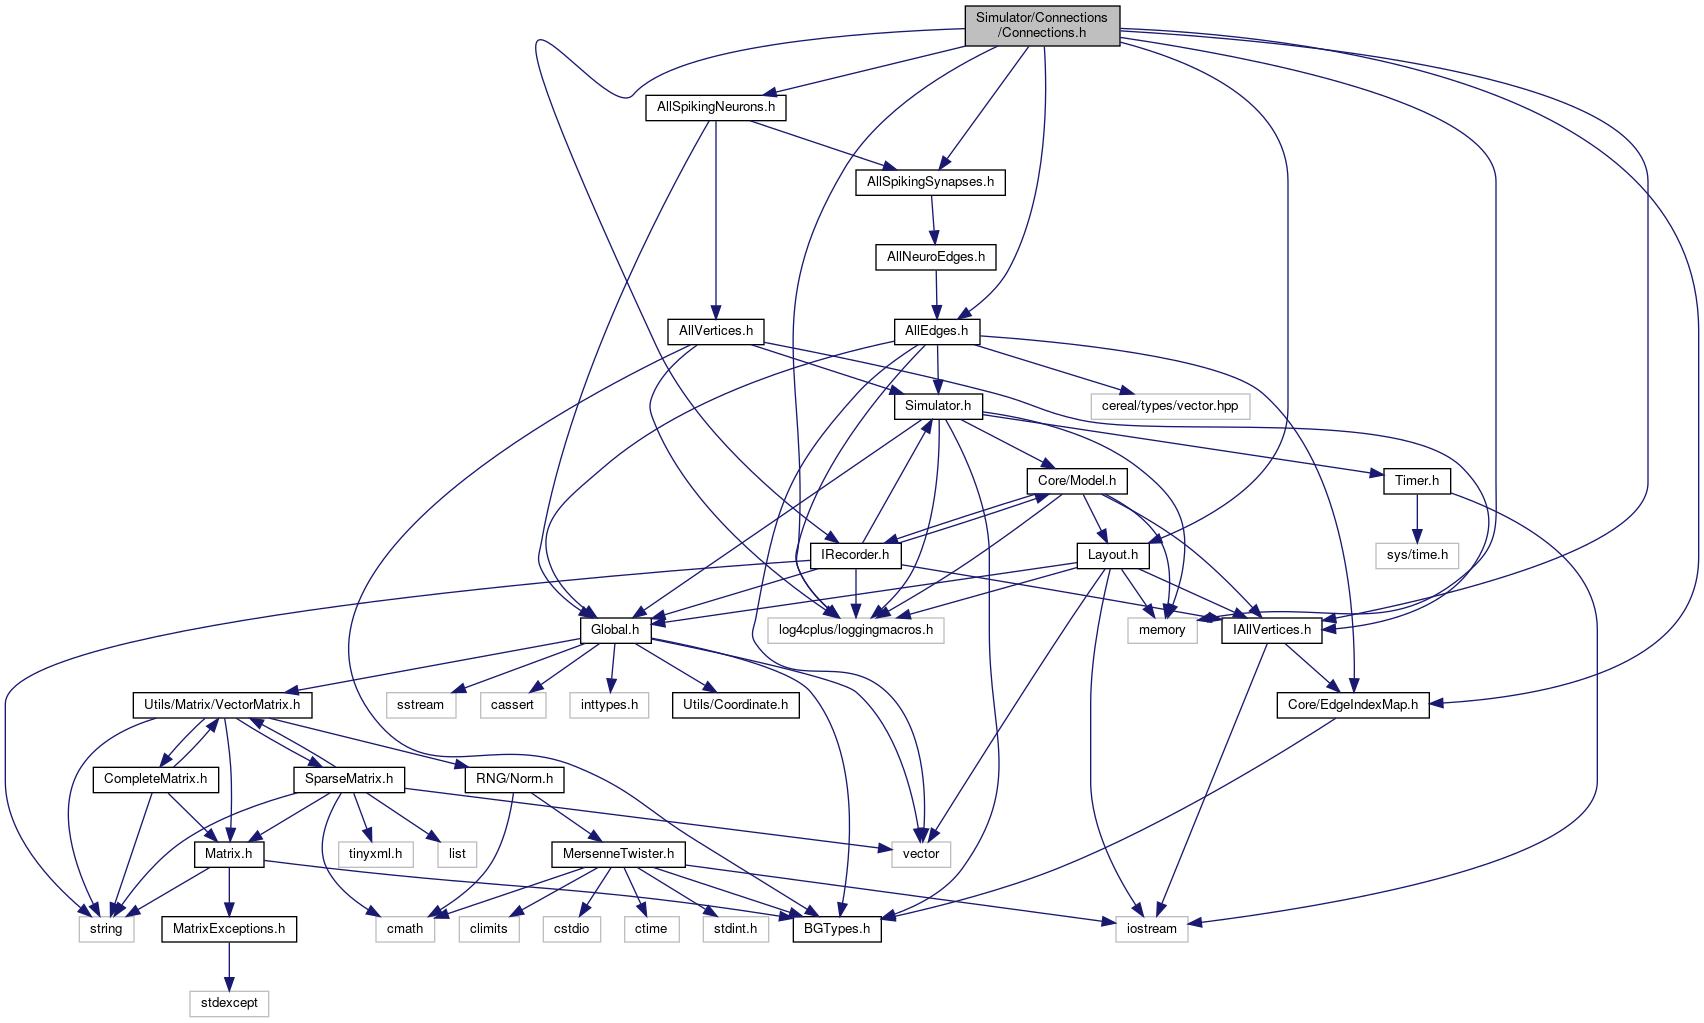 Simulator/Connections
/Connections.h
AllSpikingNeurons.h
AllSpikingSynapses.h
AllNeuroEdges.h
AllVertices.h
AllEdges.h
Simulator.h
cereal/types/vector.hpp
Core/Model.h
Timer.h
IRecorder.h
Layout.h
sys/time.h
Global.h
log4cplus/loggingmacros.h
memory
IAllVertices.h
Utils/Matrix/VectorMatrix.h
sstream
cassert
inttypes.h
Utils/Coordinate.h
Core/EdgeIndexMap.h
CompleteMatrix.h
SparseMatrix.h
RNG/Norm.h
Matrix.h
tinyxml.h
list
MersenneTwister.h
vector
string
MatrixExceptions.h
cmath
climits
cstdio
ctime
stdint.h
BGTypes.h
iostream
stdexcept